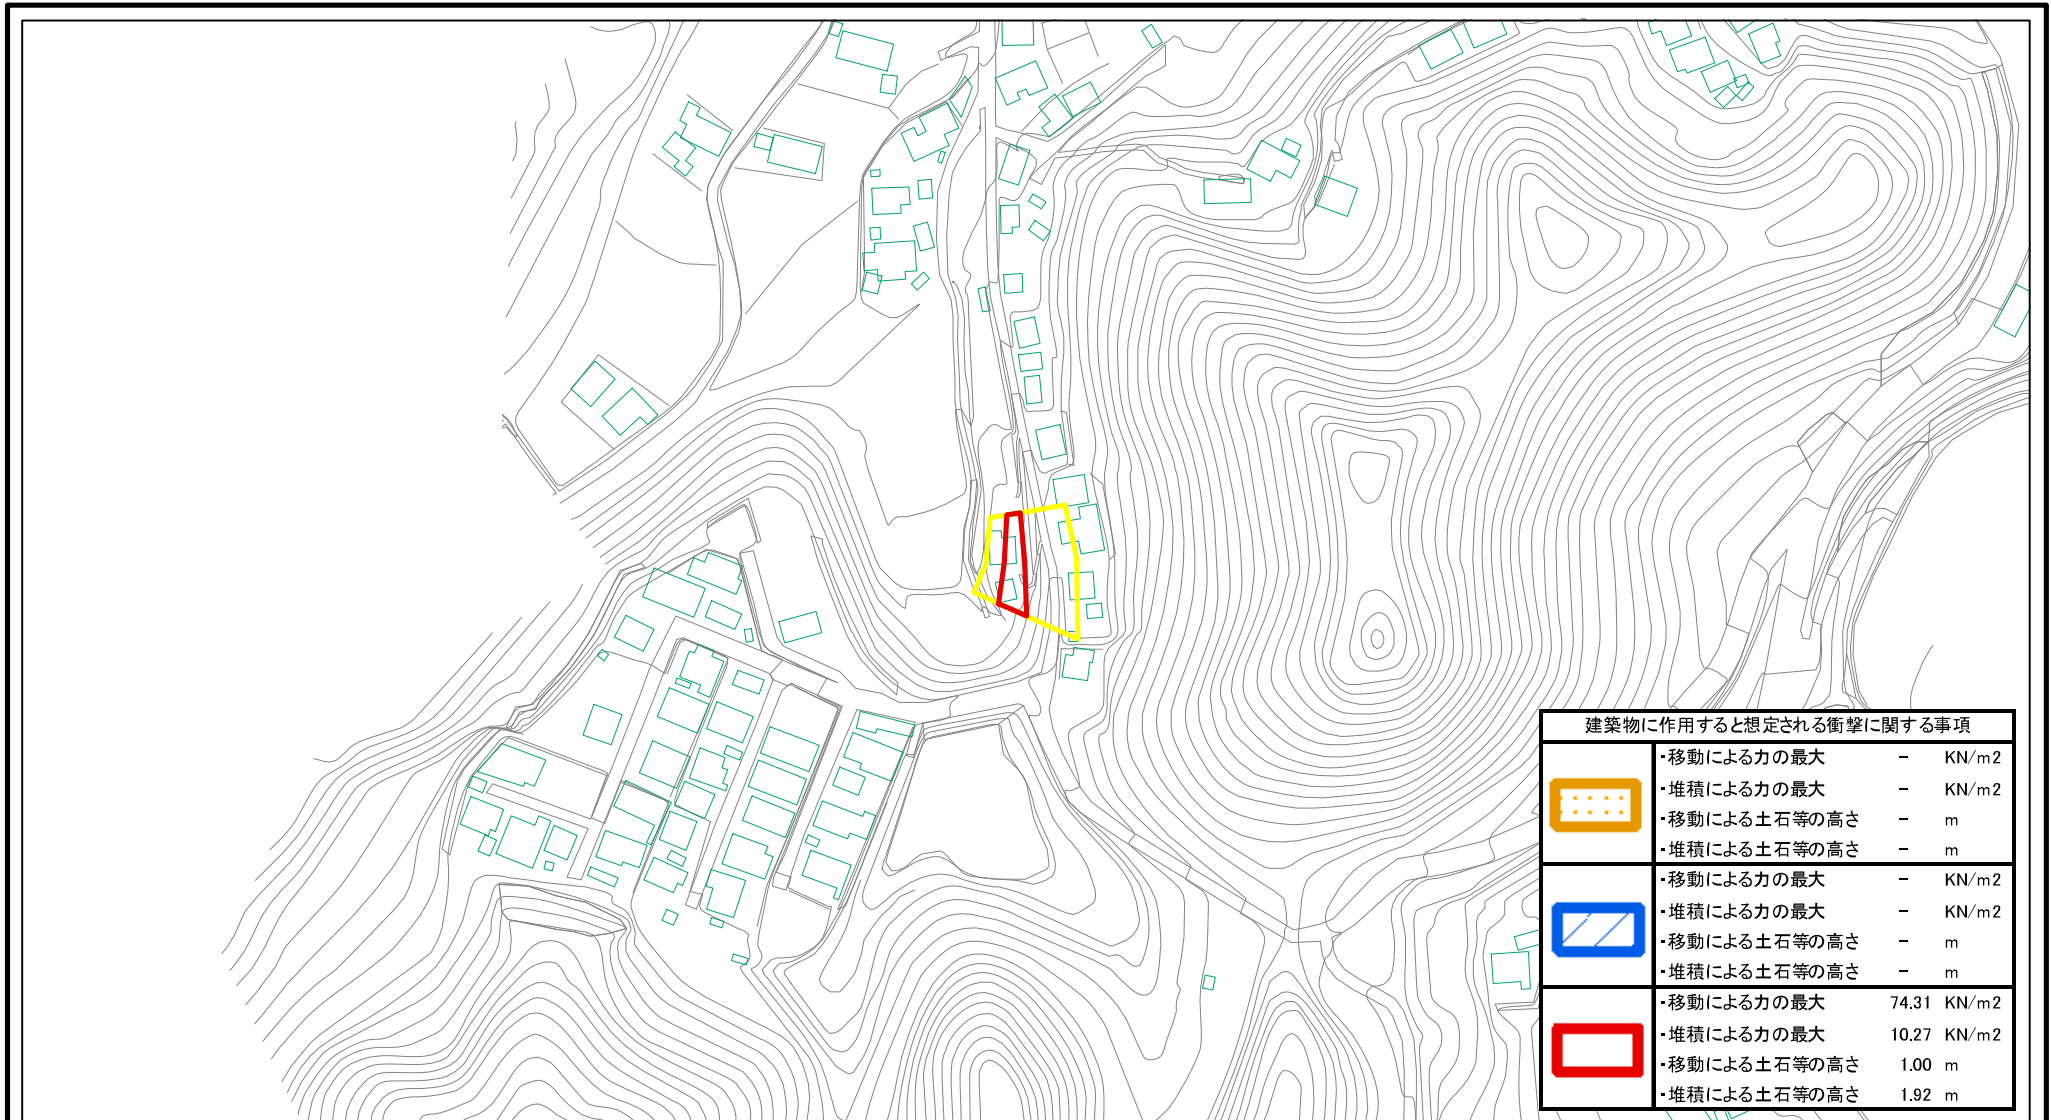 建築物に作用すると想定される衝撃に関する事項
・移動による力の最大 － KN/m2
・堆積による力の最大 － KN/m2
・移動による土石等の高さ － m
・堆積による土石等の高さ － m
・移動による力の最大 － KN/m2
・堆積による力の最大 － KN/m2
・移動による土石等の高さ － m
・堆積による土石等の高さ － m
・移動による力の最大 74.31 KN/m2
・堆積による力の最大 10.27 KN/m2
・移動による土石等の高さ 1.00 m
・堆積による土石等の高さ 1.92 m